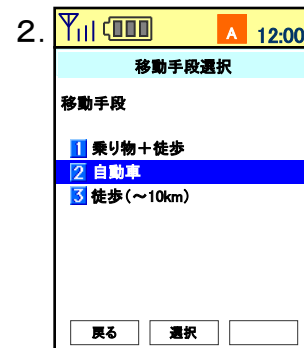 2.
A 12:00
移動手段選択
移動手段
1 乗り物＋徒歩
2 自動車
3 徒歩(～10km)
戻る 選択